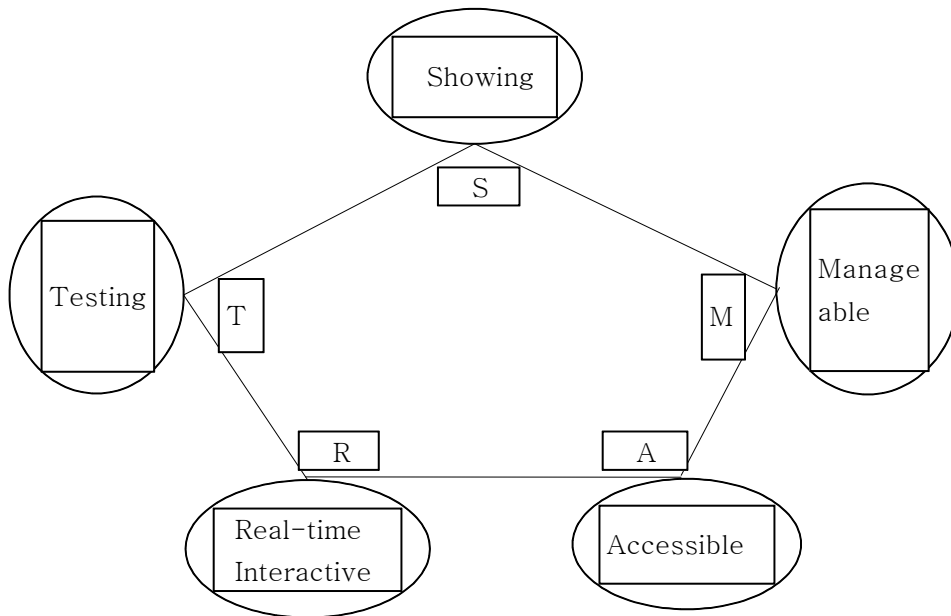 Showing
S
Testing
T
M
Manage
able
R
A
Real-time
Interactive
Accessible